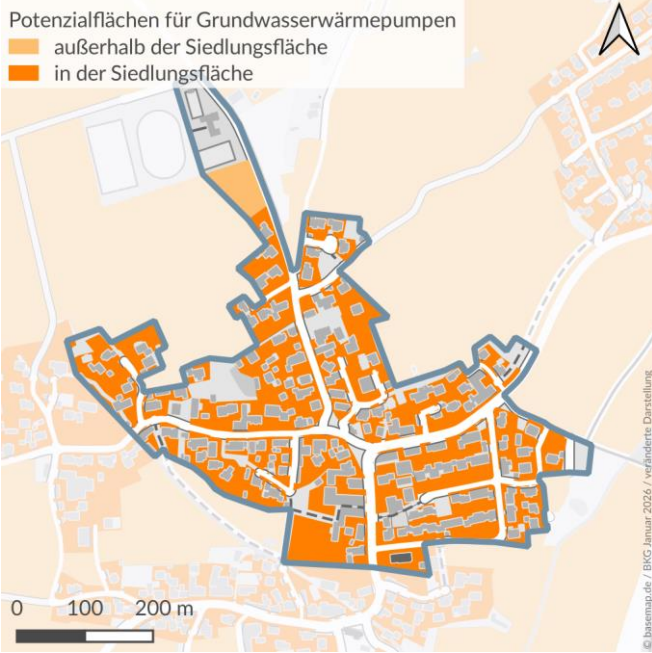 Potenzialflächen für Grundwasserwärmepumpen
außerhalb der Siedlungsfläche
in der Siedlungsfläche
0 100 200 m
© basemap.de / BKG Januar 2026 / veränderte Darstellung